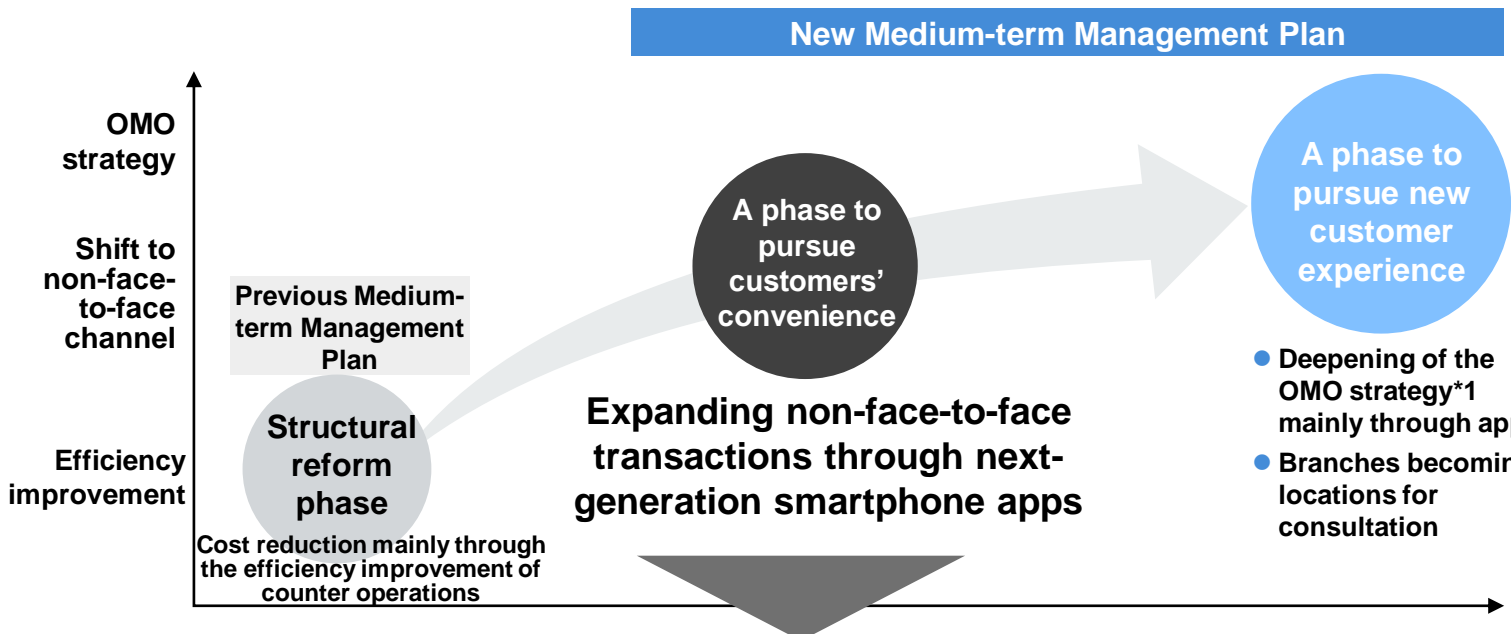 New Medium-term Management Plan
OMO
strategy
Shift to
non-face-
to-face
channel
Efficiency
improvement
Previous Medium-
term Management
Plan
Structural
reform
phase
Cost reduction mainly through
the efficiency improvement of
counter operations
A phase to
pursue
customers’
convenience
Expanding non-face-to-face
transactions through next-
generation smartphone apps
A phase to
pursue new
customer
experience
Deepening of the
OMO strategy*1
mainly through
Branches
locations for
consultation